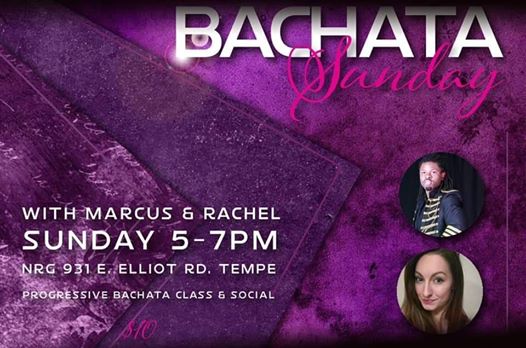 BACHATA
Sunday
WITH MARCUS & RACHEL
SUNDAY 5-7PM
NRG 931 E. ELLIOT RD. TEMPE
PROGRESSIVE BACHATA CLASS & SOCIAL
$10